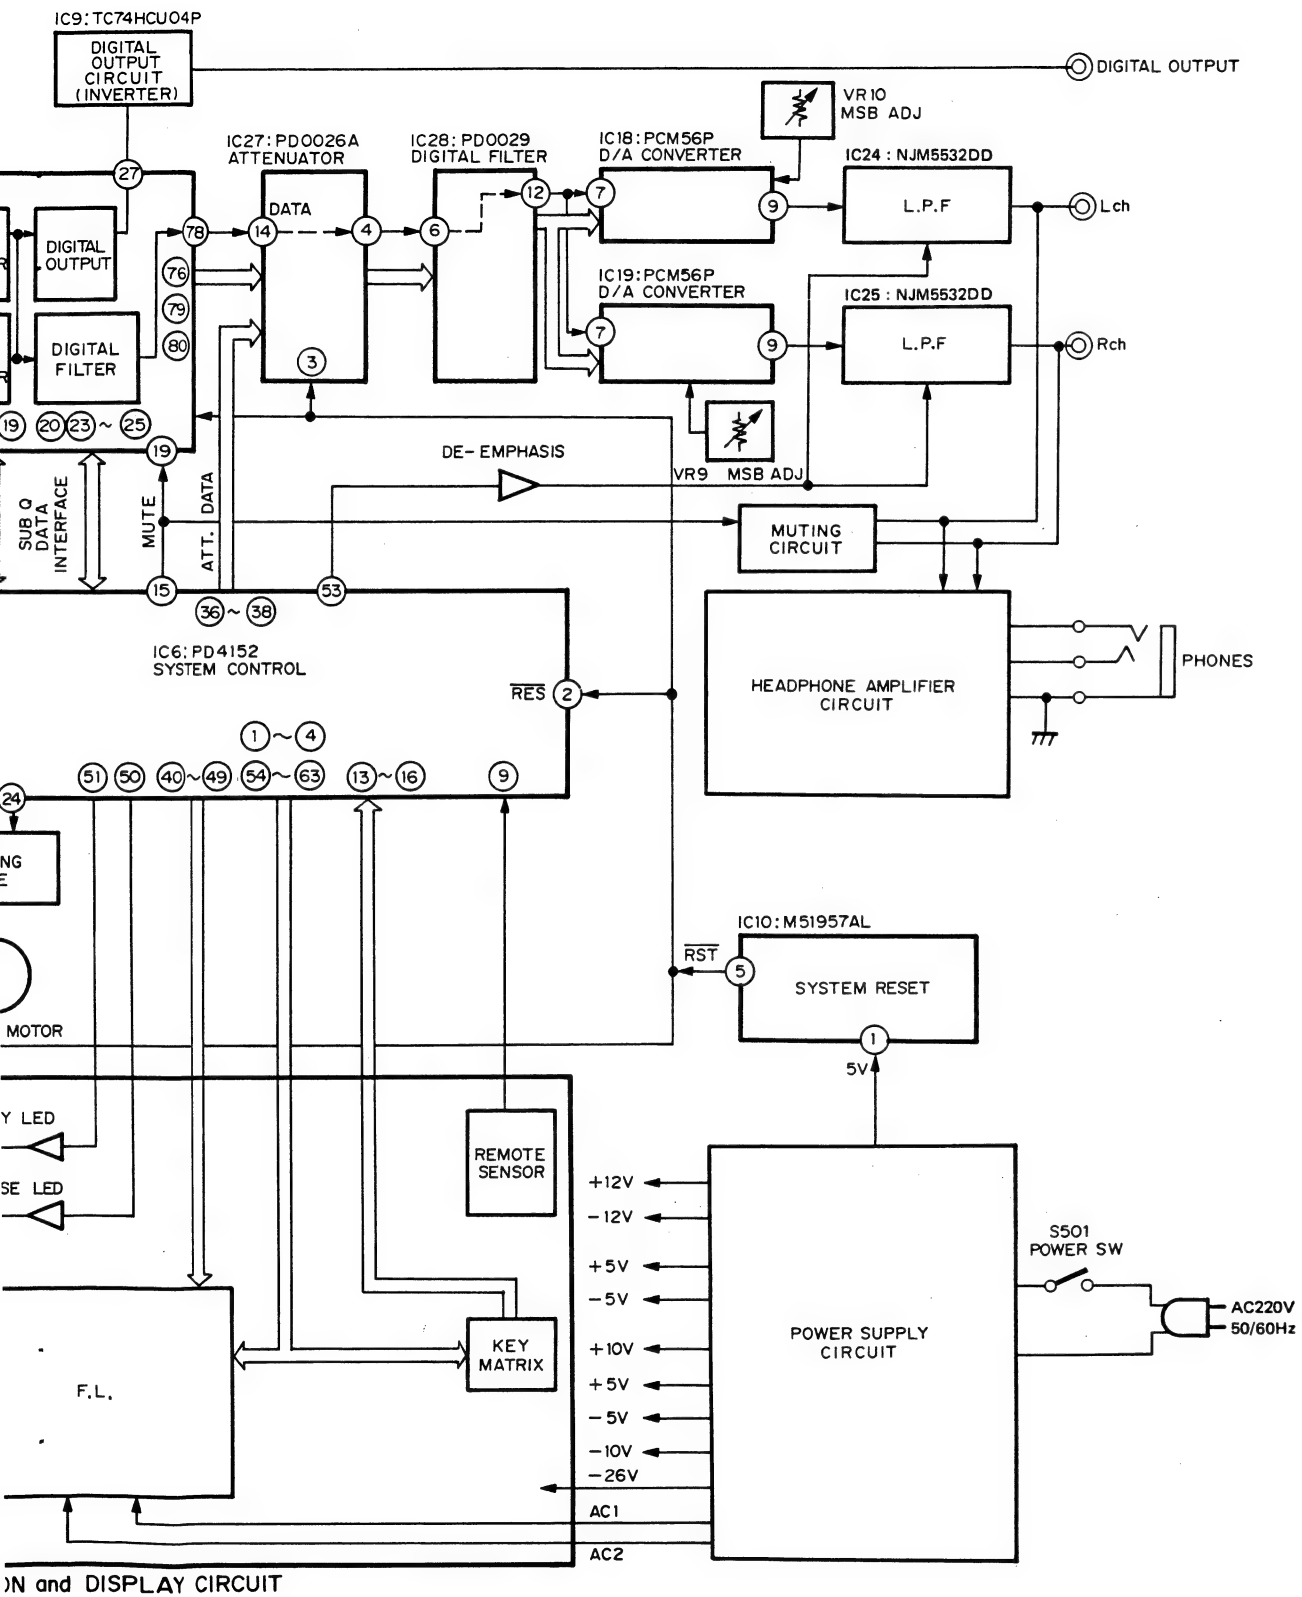 IC9:TC74HCU04P
DIGITAL
OUTPUT
CIRCUIT
(INVERTER)
DIGITAL OUTPUT
VR10
MSB ADJ
IC27:PD0026A
ATTENUATOR
IC28:PD0029
DIGITAL FILTER
IC18:PCM56P
D/A CONVERTER
IC24:NJM5532DD
27
DATA
12
7
9
L.P.F
Lch
78
14
4
6
DIGITAL
OUTPUT
R
76
79
80
IC19:PCM56P
D/A CONVERTER
IC25:NJM5532DD
7
9
L.P.F
Rch
DIGITAL
FILTER
R
3
19
20
23
~
25
19
DE-EMPHASIS
VR9 MSB ADJ
SUB Q
DATA
INTERFACE
MUTE
ATT. DATA
MUTING
CIRCUIT
15
53
36
~
38
IC6:PD4152
SYSTEM CONTROL
RES
2
HEADPHONE AMPLIFIER
CIRCUIT
PHONES
1
~
4
51
50
40
~
49
54
~
63
13
~
16
9
24
NG
E
IC10:M51957AL
RST
5
SYSTEM RESET
1
5V
MOTOR
Y LED
SE LED
REMOTE
SENSOR
+12V
-12V
+5V
-5V
+10V
+5V
-5V
-10V
-26V
AC1
AC2
S501
POWER SW
AC220V
50/60Hz
POWER SUPPLY
CIRCUIT
KEY
MATRIX
F.L.
ON and DISPLAY CIRCUIT